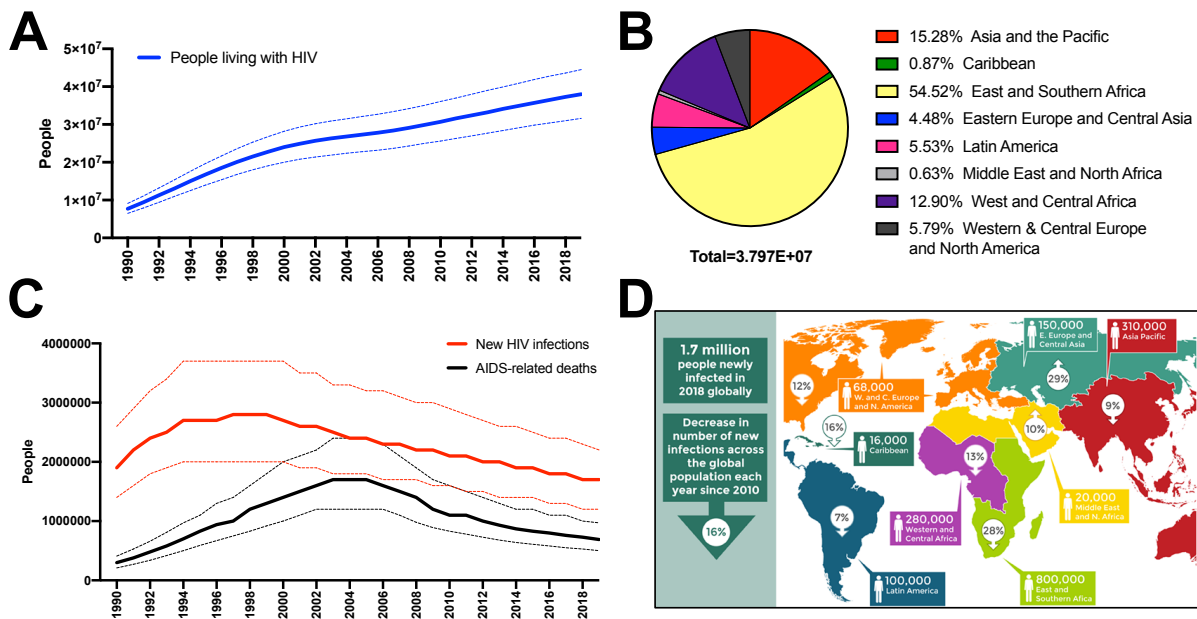 A
5×10⁷
4×10⁷
3×10⁷
2×10⁷
1×10⁷
0
People
People living with HIV
1990
1992
1994
1996
1998
2000
2002
2004
2006
2008
2010
2012
2014
2016
2018
B
15.28% Asia and the Pacific
0.87% Caribbean
54.52% East and Southern Africa
4.48% Eastern Europe and Central Asia
5.53% Latin America
0.63% Middle East and North Africa
12.90% West and Central Africa
5.79% Western & Central Europe
and North America
Total=3.797E+07
C
4000000
3000000
2000000
1000000
0
People
New HIV infections
AIDS-related deaths
1990
1992
1994
1996
1998
2000
2002
2004
2006
2008
2010
2012
2014
2016
2018
D
1.7 million
people newly
infected in
2018 globally
Decrease in
number of new
infections across
the global
population each
year since 2010
16%
12%
68,000
W. and C. Europe
and N. America
150,000
E. Europe and
Central Asia
29%
310,000
Asia Pacific
9%
16%
16,000
Caribbean
10%
20,000
Middle East
and N. Africa
13%
280,000
Western and
Central Africa
7%
100,000
Latin America
28%
800,000
East and
Southern Afica